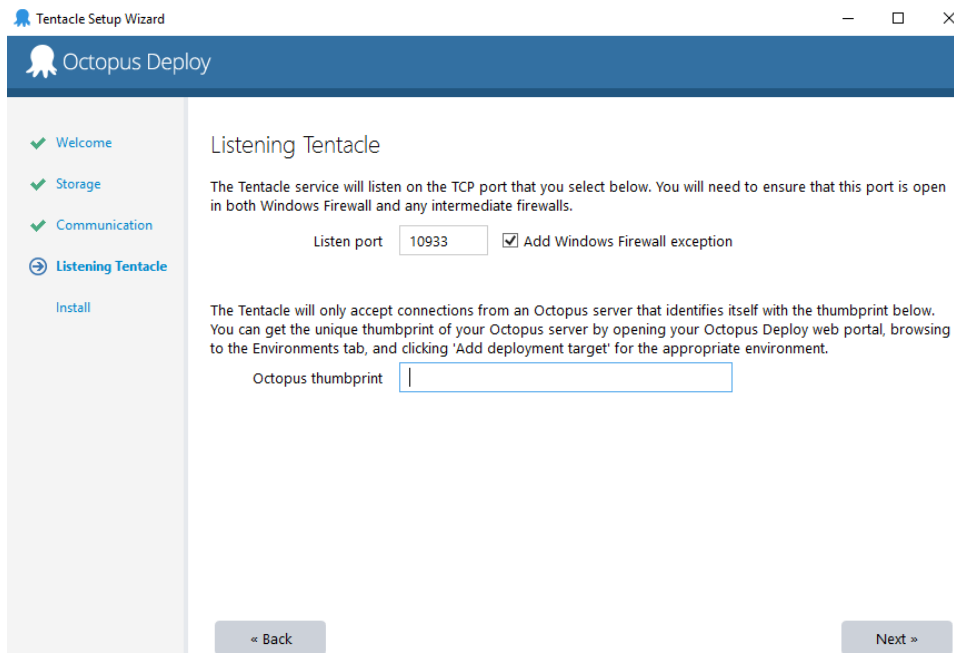 Tentacle Setup Wizard
Octopus Deploy
Welcome
Storage
Communication
Listening Tentacle
Install
Listening Tentacle
The Tentacle service will listen on the TCP port that you select below. You will need to ensure that this port is open
in both Windows Firewall and any intermediate firewalls.
Listen port 10933 Add Windows Firewall exception
The Tentacle will only accept connections from an Octopus server that identifies itself with the thumbprint below.
You can get the unique thumbprint of your Octopus server by opening your Octopus Deploy web portal, browsing
to the Environments tab, and clicking 'Add deployment target' for the appropriate environment.
Octopus thumbprint
« Back Next »